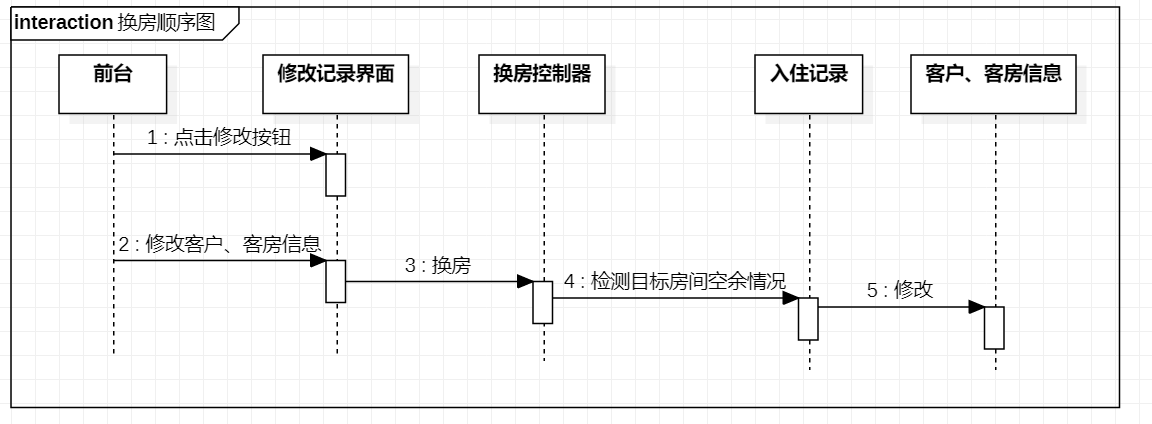 interaction 换房顺序图
前台
修改记录界面
换房控制器
入住记录
客户、客房信息
1 : 点击修改按钮
2 : 修改客户、客房信息
3 : 换房
4 : 检测目标房间空余情况
5 : 修改